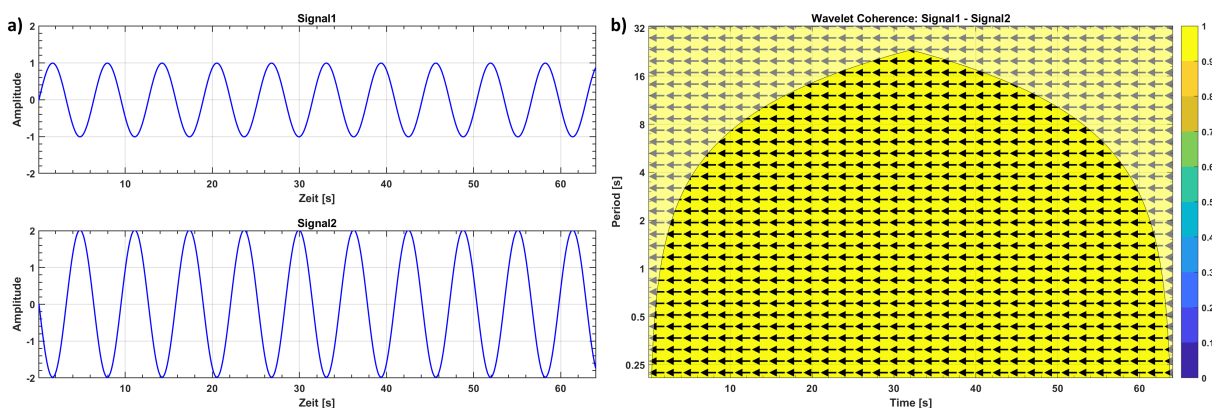 a)
Signal1
Amplitude
2
1
0
-1
-2
10 20 30 40 50 60
Zeit [s]
Signal2
Amplitude
2
1
0
-1
-2
10 20 30 40 50 60
Zeit [s]
b)
Wavelet Coherence: Signal1 - Signal2
Period [s]
32
16
8
4
2
1
0.5
0.25
10 20 30 40 50 60
Time [s]
1
0.9
0.8
0.7
0.6
0.5
0.4
0.3
0.2
0.1
0